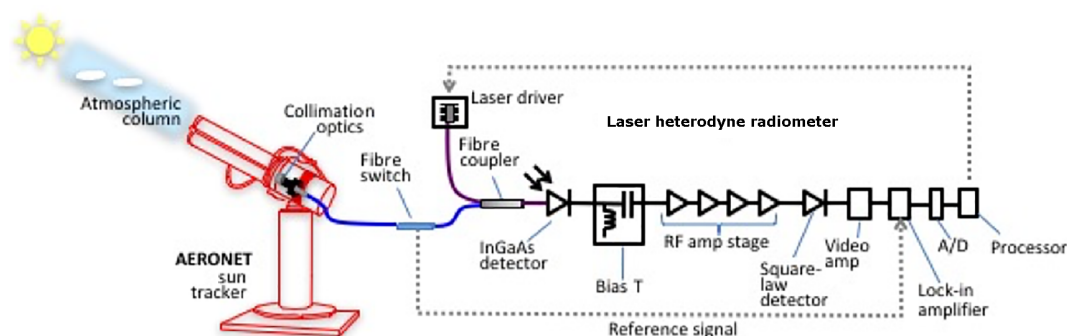 Atmospheric
column
Collimation
optics
Fibre
switch
Laser driver
Fibre
coupler
Laser heterodyne radiometer
AERONET
sun
tracker
InGaAs
detector
Bias T
RF amp stage
Square-
law
detector
Video
amp
Lock-in
amplifier
A/D
Processor
Reference signal